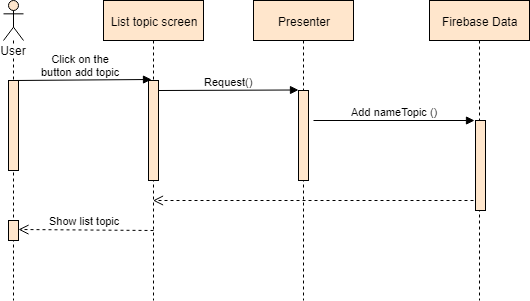 List topic screen
Presenter
Firebase Data
User
Click on the
button add topic
Request()
Add nameTopic ()
Show list topic